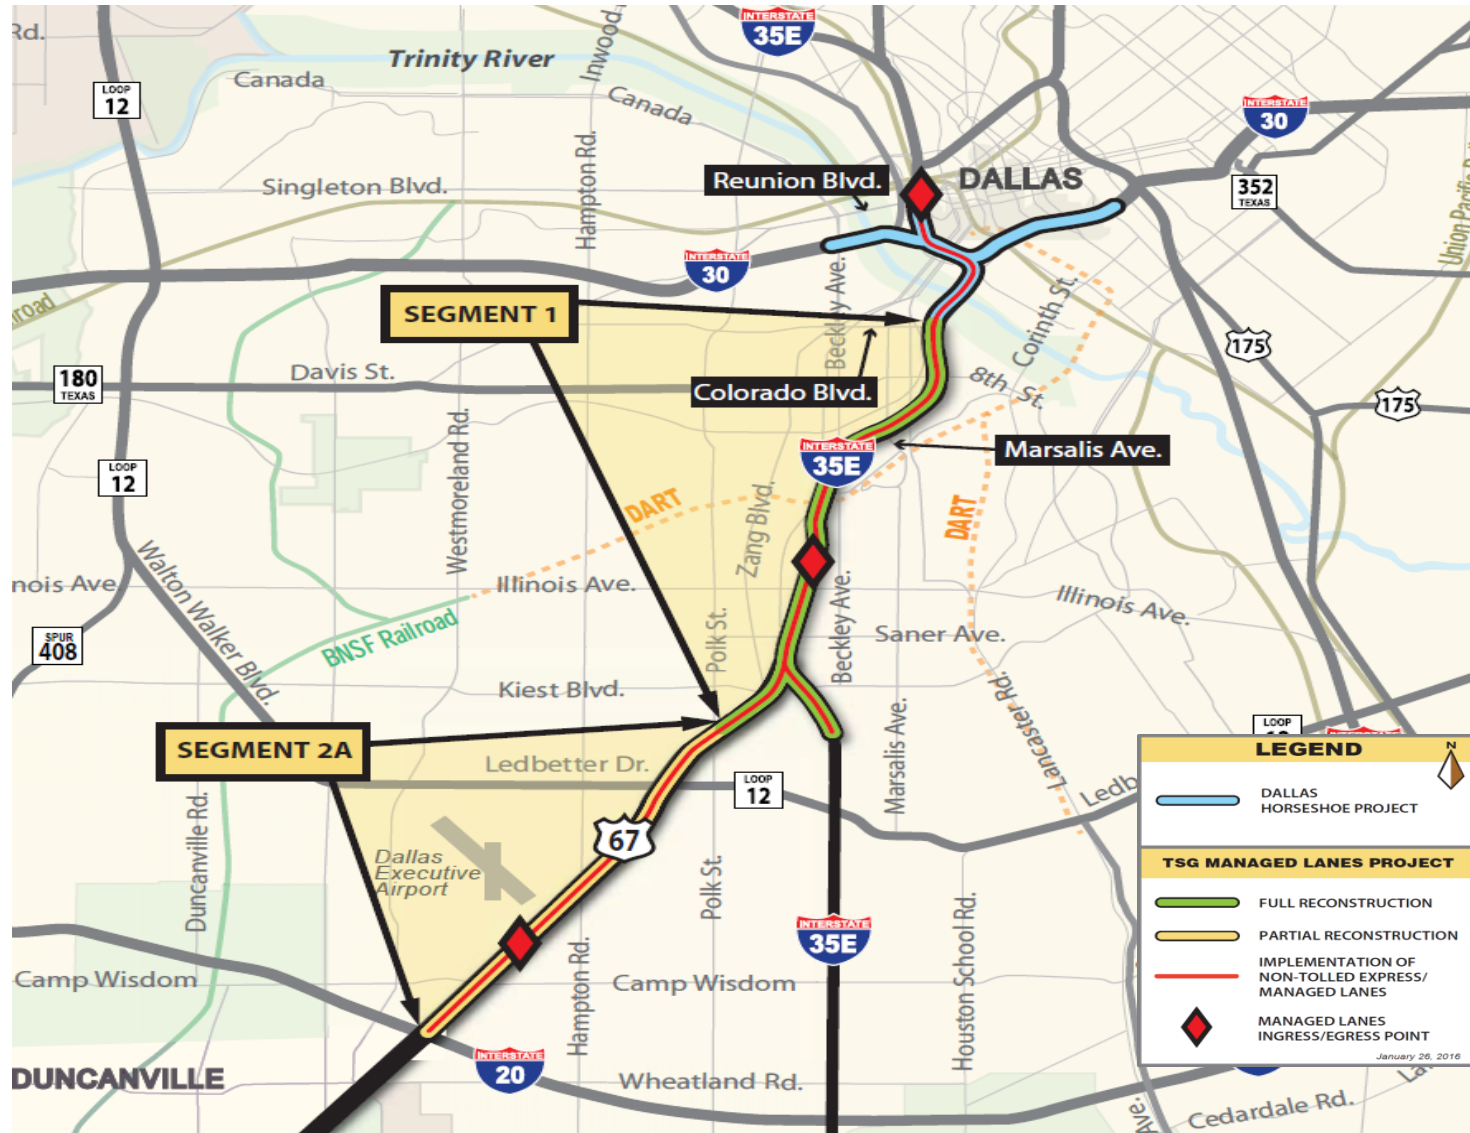 INTERSTATE
35E
Rd.
Trinity River
Inwood
Canada
Canada
LOOP
12
INTERSTATE
30
Hampton Rd.
Reunion Blvd.
DALLAS
Singleton Blvd.
352
TEXAS
Union Pacific
INTERSTATE
30
Beckley Ave.
SEGMENT 1
Corinth St.
175
Davis St.
180
TEXAS
8th St.
Colorado Blvd.
175
Westmoreland Rd.
Marsalis Ave.
INTERSTATE
35E
LOOP
12
Zang Blvd.
DART
DART
Walton Walker Blvd.
nois Ave.
Illinois Ave.
Illinois Ave.
BNSF Railroad
Polk St.
Beckley Ave.
Saner Ave.
SPUR
408
Kiest Blvd.
Lancaster Rd.
Marsalis Ave.
LOOP
SEGMENT 2A
Ledbetter Dr.
LOOP
12
Ledb
Duncanville Rd.
67
Dallas
Executive
Airport
Polk St.
Houston School Rd.
INTERSTATE
35E
Hampton Rd.
Camp Wisdom
Camp Wisdom
INTERSTATE
20
DUNCANVILLE
Wheatland Rd.
Ave.
Cedardale Rd.
LEGEND
N
DALLAS
HORSESHOE PROJECT
TSG MANAGED LANES PROJECT
FULL RECONSTRUCTION
PARTIAL RECONSTRUCTION
IMPLEMENTATION OF
NON-TOLLED EXPRESS/
MANAGED LANES
MANAGED LANES
INGRESS/EGRESS POINT
January 26, 2016